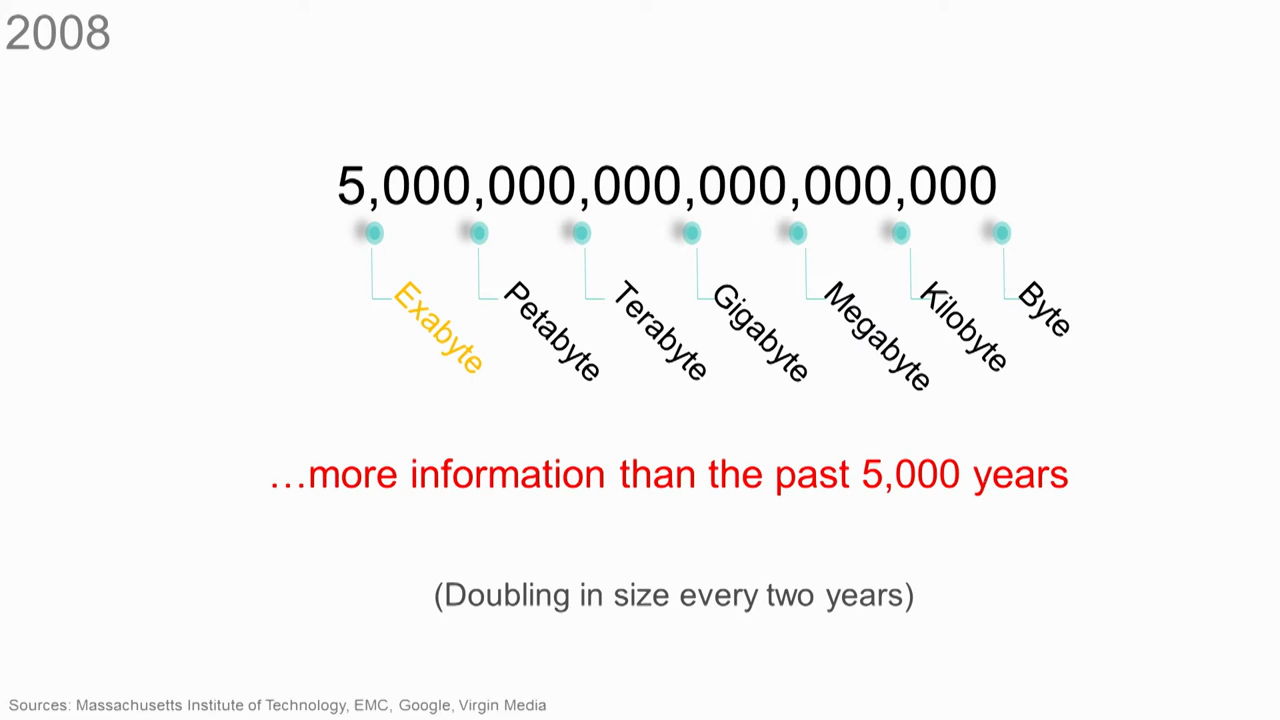 2008
5,000,000,000,000,000,000
Exabyte
Petabyte
Terabyte
Gigabyte
Megabyte
Kilobyte
Byte
…more information than the past 5,000 years
(Doubling in size every two years)
Sources: Massachusetts Institute of Technology, EMC, Google, Virgin Media